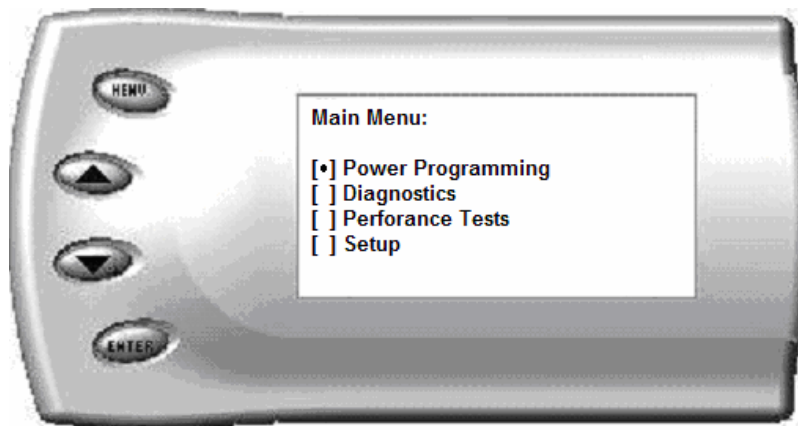 MENU
Main Menu:
[•] Power Programming
[ ] Diagnostics
[ ] Perforance Tests
[ ] Setup
ENTER